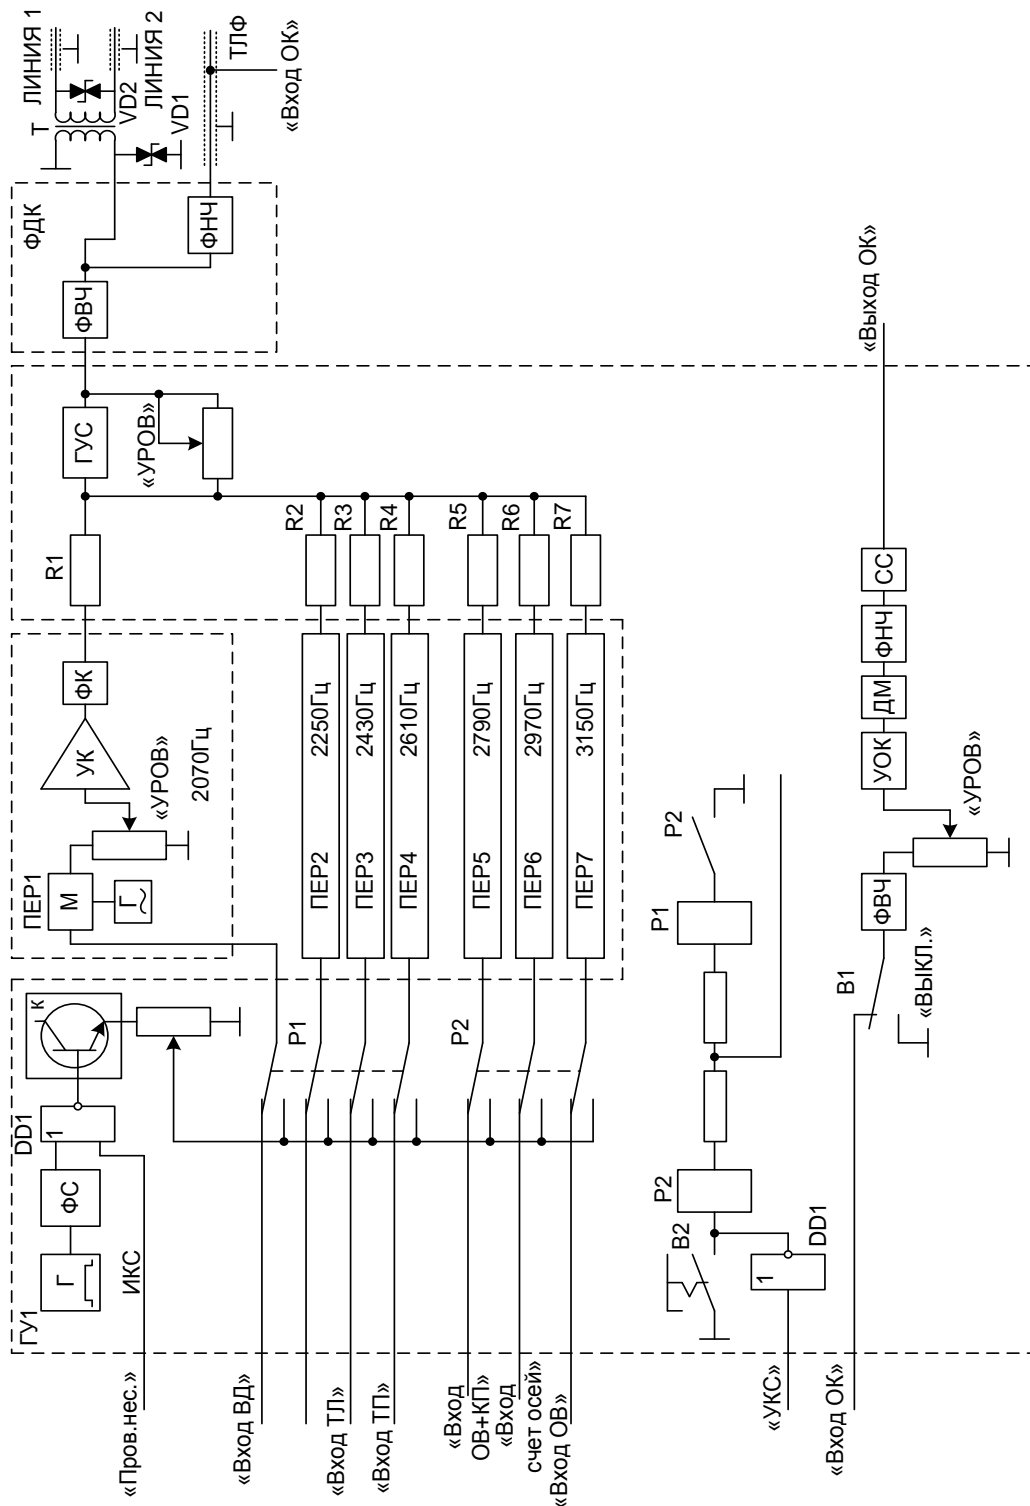 ЛИНИЯ 1
ЛИНИЯ 2
Т
VD2
VD1
ТЛФ
«Вход ОК»
ФДК
ФВЧ
ФНЧ
ГУС
«УРОВ»
«Выход ОК»
R1
R2
R3
R4
R5
R6
R7
ПЕР1
М
Г
УК
ФК
«УРОВ»
2070Гц
ПЕР2
2250Гц
ПЕР3
2430Гц
ПЕР4
2610Гц
ПЕР5
2790Гц
ПЕР6
2970Гц
ПЕР7
3150Гц
ГУ1
Г
ФС
DD1
1
к
ИКС
Р1
Р2
В2
Р2
Р1
Р2
1
DD1
В1
«ВЫКЛ.»
ФВЧ
«УРОВ»
УОК
ДМ
ФНЧ
СС
«Пров.нес.»
«Вход ВД»
«Вход ТЛ»
«Вход ТП»
«Вход
ОВ+КП»
«Вход
счет осей»
«Вход ОВ»
«УКС»
«Вход ОК»